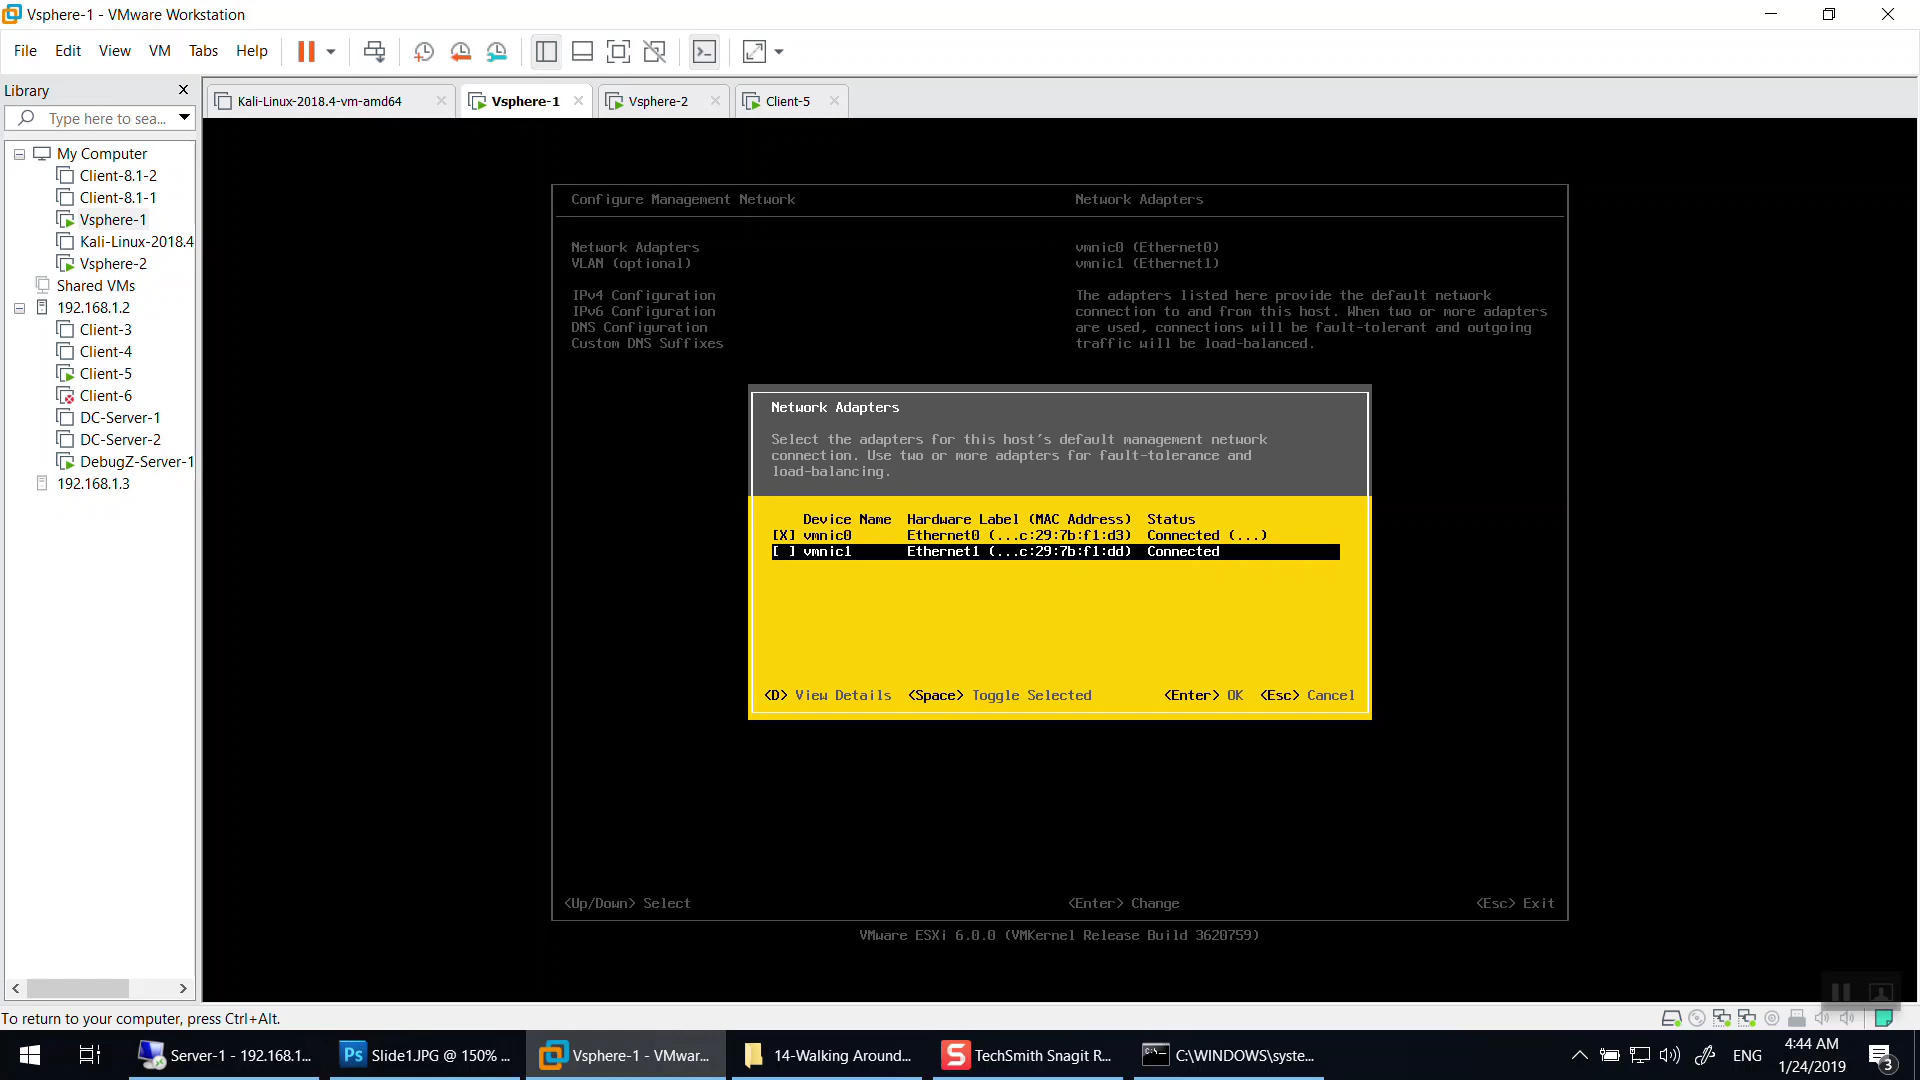 Vsphere-1 - VMware Workstation
File Edit View VM Tabs Help
Library
Type here to sea...
My Computer
Client-8.1-2
Client-8.1-1
Vsphere-1
Kali-Linux-2018.4
Vsphere-2
Shared VMs
192.168.1.2
Client-3
Client-4
Client-5
Client-6
DC-Server-1
DC-Server-2
DebugZ-Server-1
192.168.1.3
Kali-Linux-2018.4-vm-amd64 Vsphere-1 Vsphere-2 Client-5
Configure Management Network Network Adapters
Network Adapters vmnic0 (Ethernet0)
VLAN (optional) vmnic1 (Ethernet1)
IPv4 Configuration The adapters listed here provide the default network
IPv6 Configuration connection to and from this host. When two or more adapters
DNS Configuration are used, connections will be fault-tolerant and outgoing
Custom DNS Suffixes traffic will be load-balanced.
Network Adapters
Select the adapters for this host's default management network
connection. Use two or more adapters for fault-tolerance and
load-balancing.
Device Name Hardware Label (MAC Address) Status
[X] vmnic0 Ethernet0 (...c:29:7b:f1:d3) Connected (...)
[ ] vmnic1 Ethernet1 (...c:29:7b:f1:dd) Connected
<D> View Details <Space> Toggle Selected <Enter> OK <Esc> Cancel
<Up/Down> Select <Enter> Change <Esc> Exit
VMware ESXi 6.0.0 (VMKernel Release Build 3620759)
To return to your computer, press Ctrl+Alt.
Server-1 - 192.168.1...
Ps Slide1.JPG @ 150% ...
Vsphere-1 - VMwar...
14-Walking Around...
S TechSmith Snagit R...
C:\WINDOWS\syste...
ENG
4:44 AM
1/24/2019
3